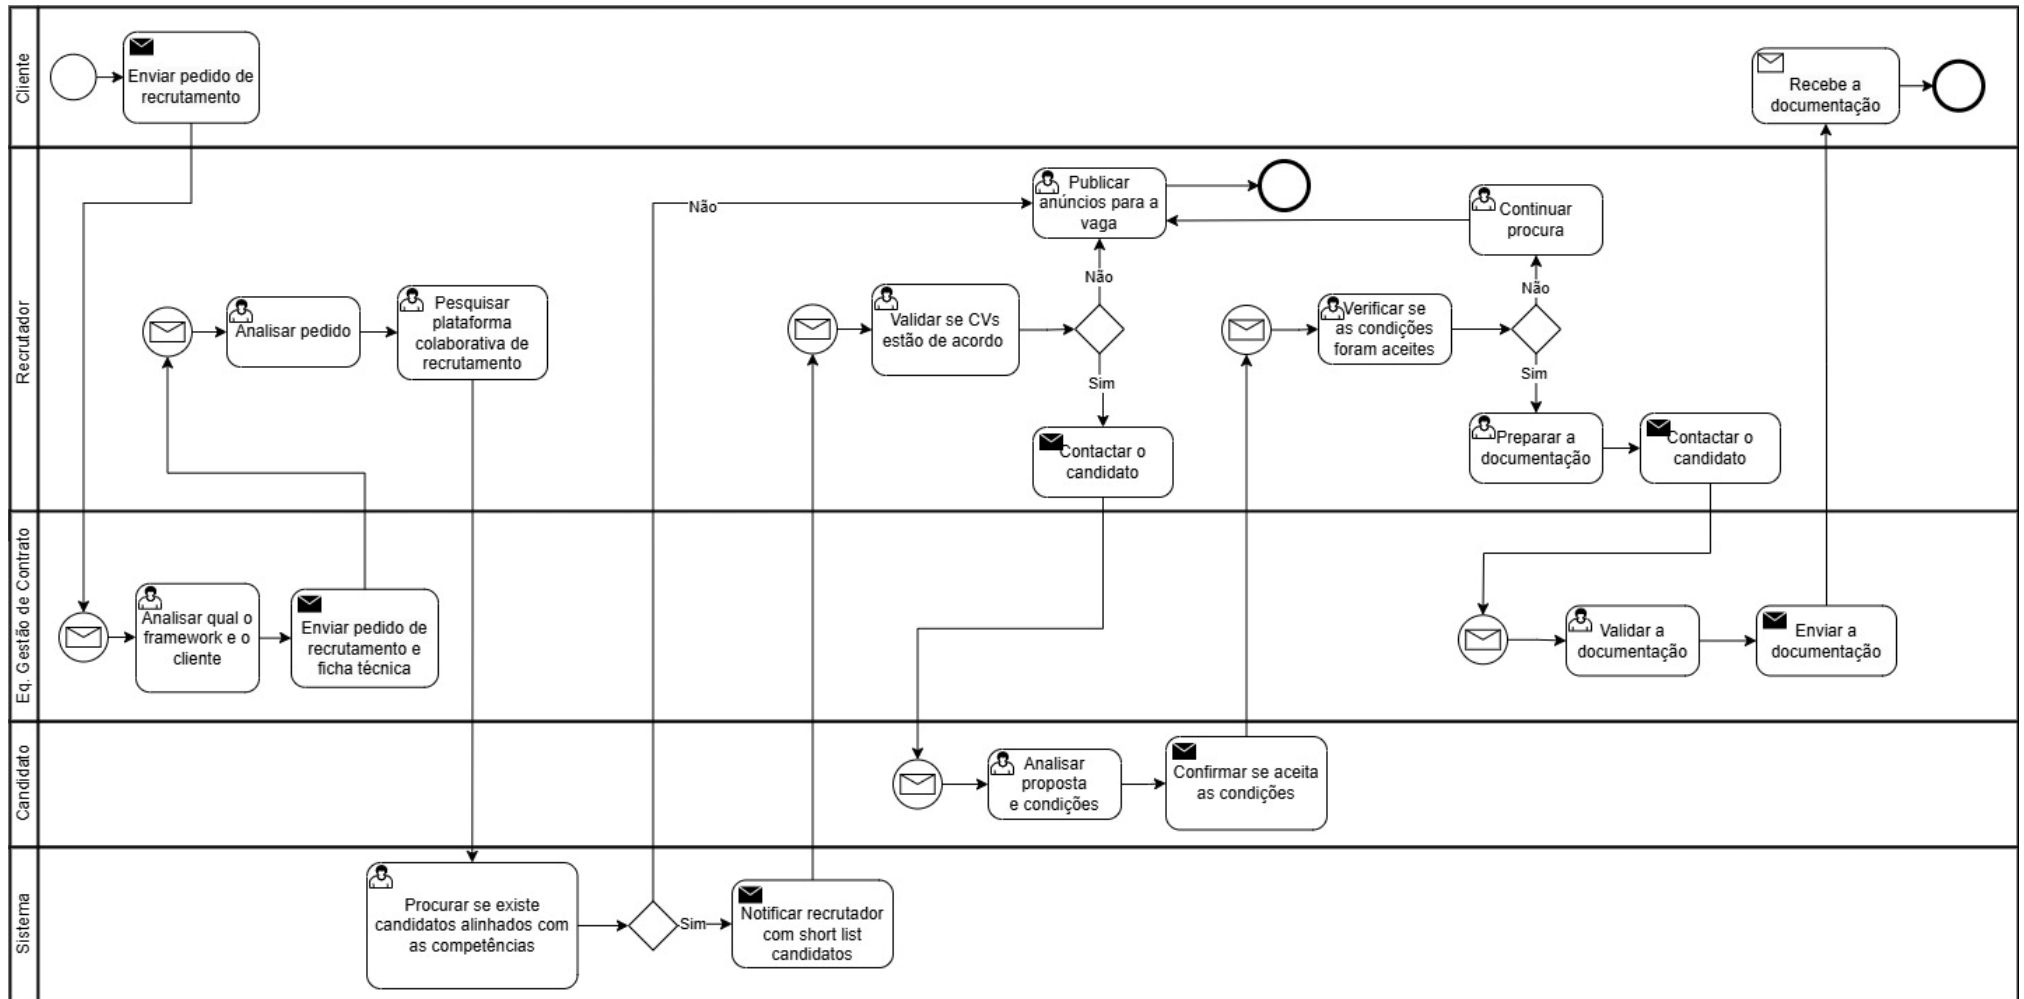 Cliente
Enviar pedido de
recrutamento
Recebe a
documentação
Recrutador
Analisar pedido
Pesquisar
plataforma
colaborativa de
recrutamento
Não
Publicar
anúncios para a
vaga
Não
Validar se CVs
estão de acordo
Sim
Contactar o
candidato
Continuar
procura
Não
Verificar se
as condições
foram aceites
Sim
Preparar a
documentação
Contactar o
candidato
Eq. Gestão de Contrato
Analisar qual o
framework e o
cliente
Enviar pedido de
recrutamento e
ficha técnica
Validar a
documentação
Enviar a
documentação
Candidato
Analisar
proposta
e condições
Confirmar se aceita
as condições
Sistema
Procurar se existe
candidatos alinhados com
as competências
Sim
Notificar recrutador
com short list
candidatos